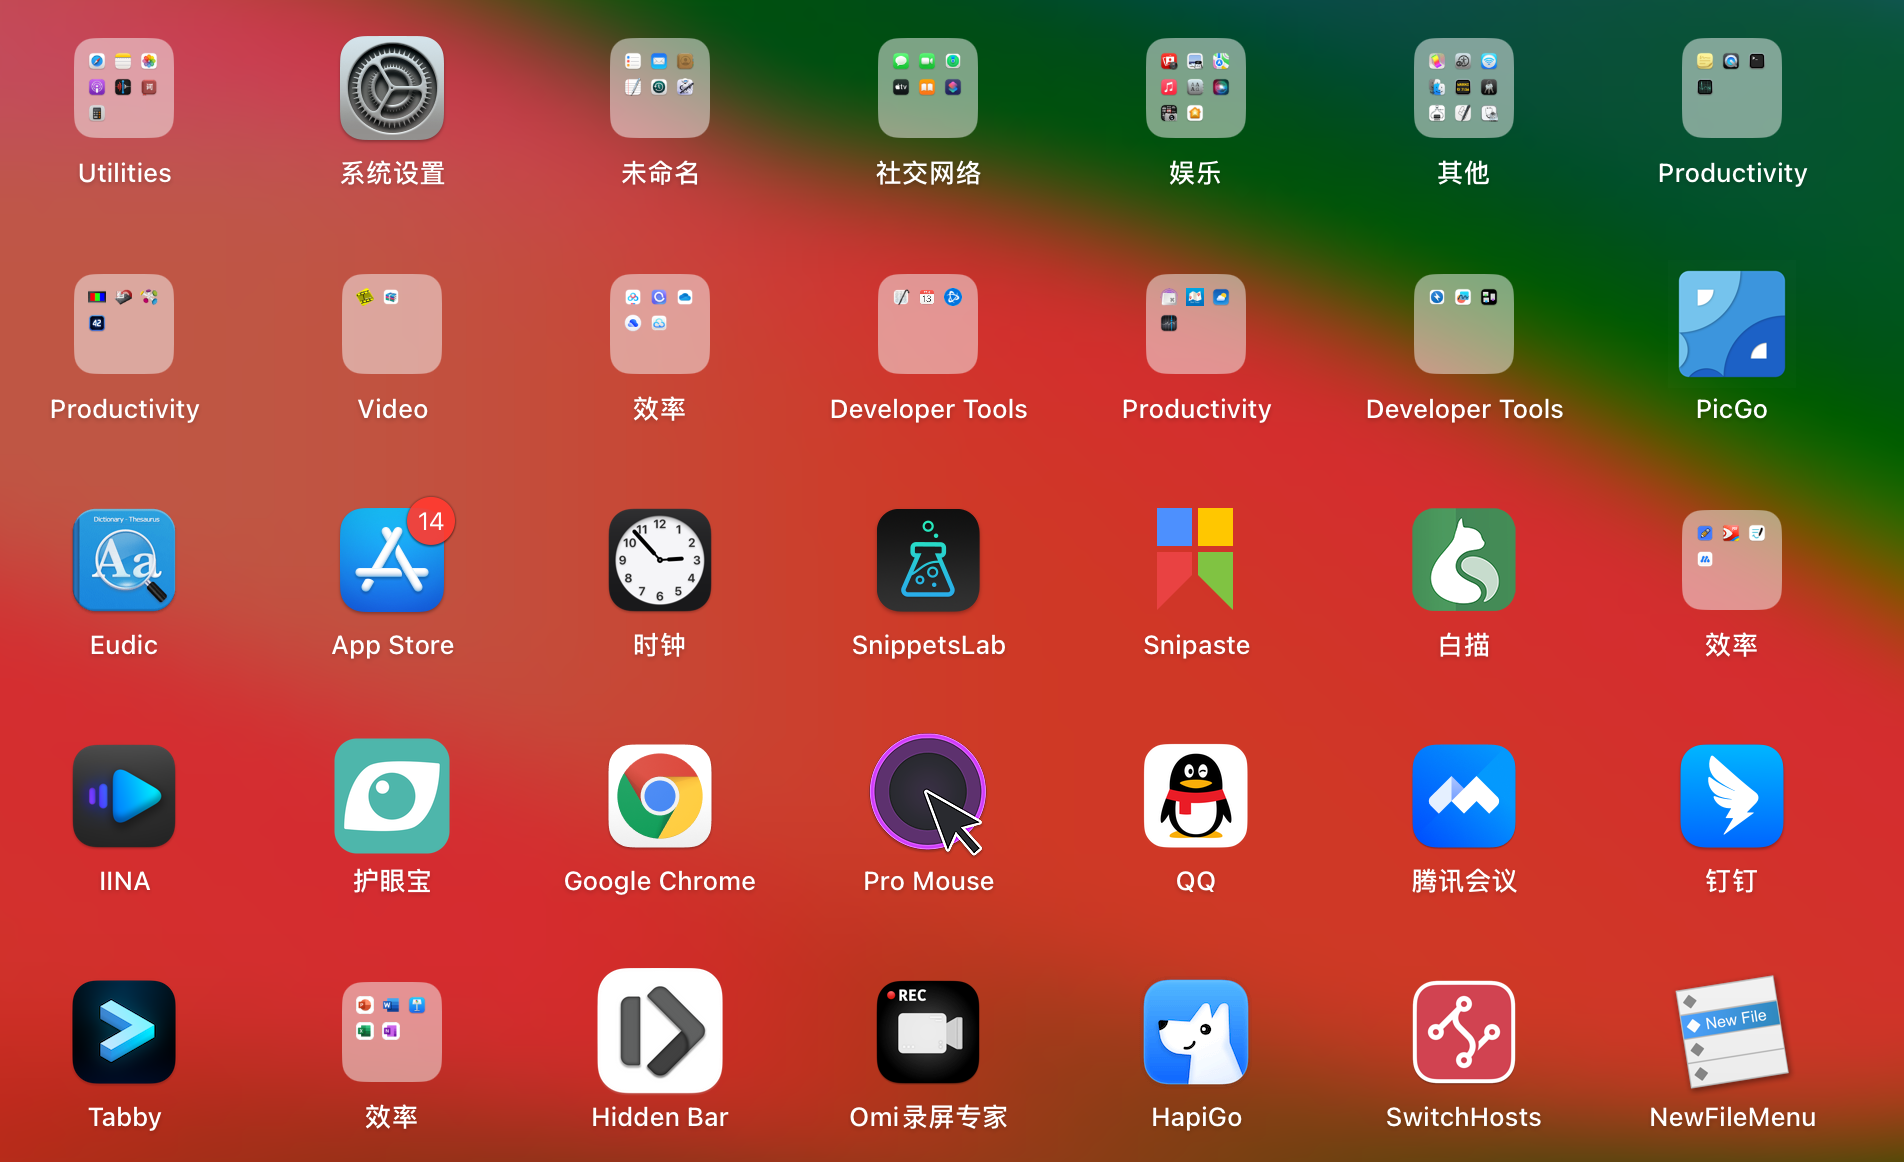 Utilities
系统设置
未命名
社交网络
娱乐
其他
Productivity
Productivity
Video
效率
Developer Tools
Productivity
Developer Tools
PicGo
Dictionary · Thesaurus
Aa
Eudic
14
App Store
12
1
2
3
4
5
6
7
8
9
10
11
时钟
SnippetsLab
Snipaste
白描
效率
IINA
护眼宝
Google Chrome
Pro Mouse
QQ
腾讯会议
钉钉
Tabby
效率
Hidden Bar
REC
Omi录屏专家
HapiGo
SwitchHosts
New File
NewFileMenu